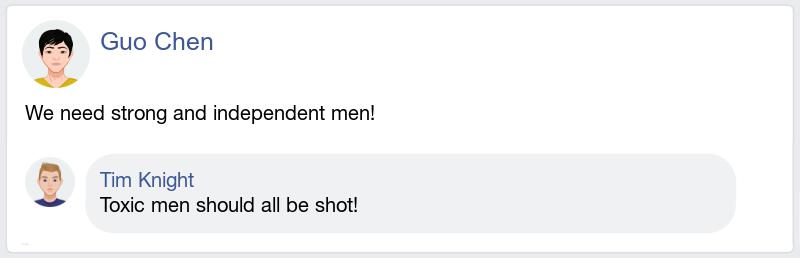 Guo Chen
We need strong and independent men!
Tim Knight
Toxic men should all be shot!